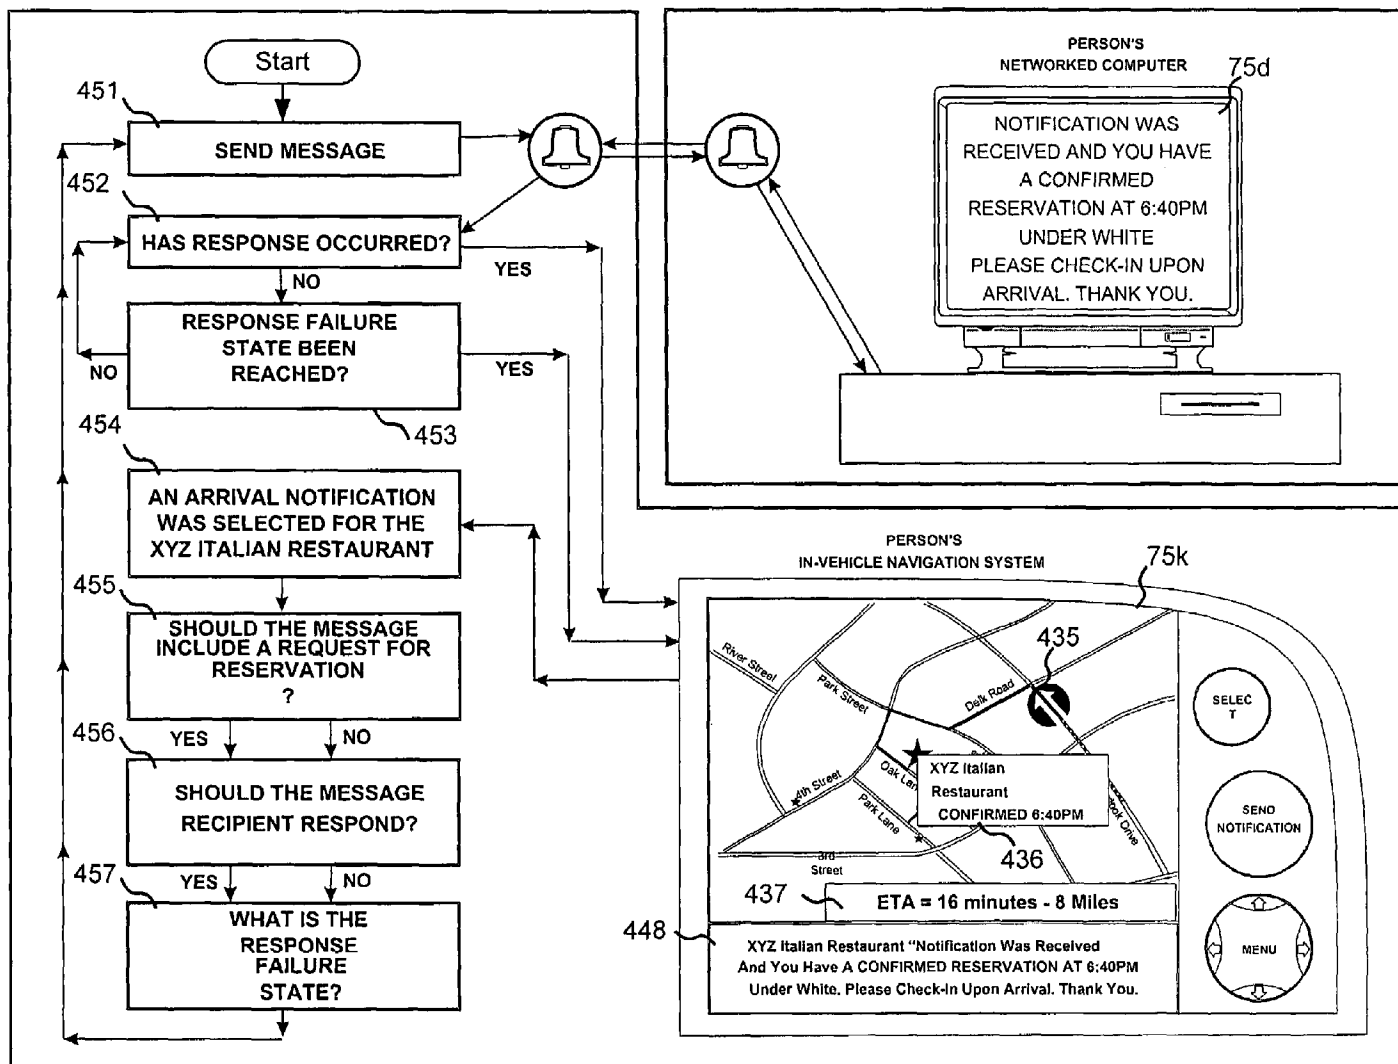 Start
451
SEND MESSAGE
452
HAS RESPONSE OCCURRED?
YES
NO
RESPONSE FAILURE
STATE BEEN
REACHED?
NO
YES
453
454
AN ARRIVAL NOTIFICATION
WAS SELECTED FOR THE
XYZ ITALIAN RESTAURANT
455
SHOULD THE MESSAGE
INCLUDE A REQUEST FOR
RESERVATION
?
YES
NO
456
SHOULD THE MESSAGE
RECIPIENT RESPOND?
YES
NO
457
WHAT IS THE
RESPONSE
FAILURE
STATE?
PERSON'S
NETWORKED COMPUTER
75d
NOTIFICATION WAS
RECEIVED AND YOU HAVE
A CONFIRMED
RESERVATION AT 6:40PM
UNDER WHITE
PLEASE CHECK-IN UPON
ARRIVAL. THANK YOU.
PERSON'S
IN-VEHICLE NAVIGATION SYSTEM
75k
435
River Street
Park Street
Delk Road
Oak Lan
4th Street
Park Lane
3rd
Street
ook Drive
XYZ Italian
Restaurant
CONFIRMED 6:40PM
436
437
ETA = 16 minutes - 8 Miles
448
XYZ Italian Restaurant “Notification Was Received
And You Have A CONFIRMED RESERVATION AT 6:40PM
Under White. Please Check-In Upon Arrival. Thank You.
SELEC
T
SEND
NOTIFICATION
MENU